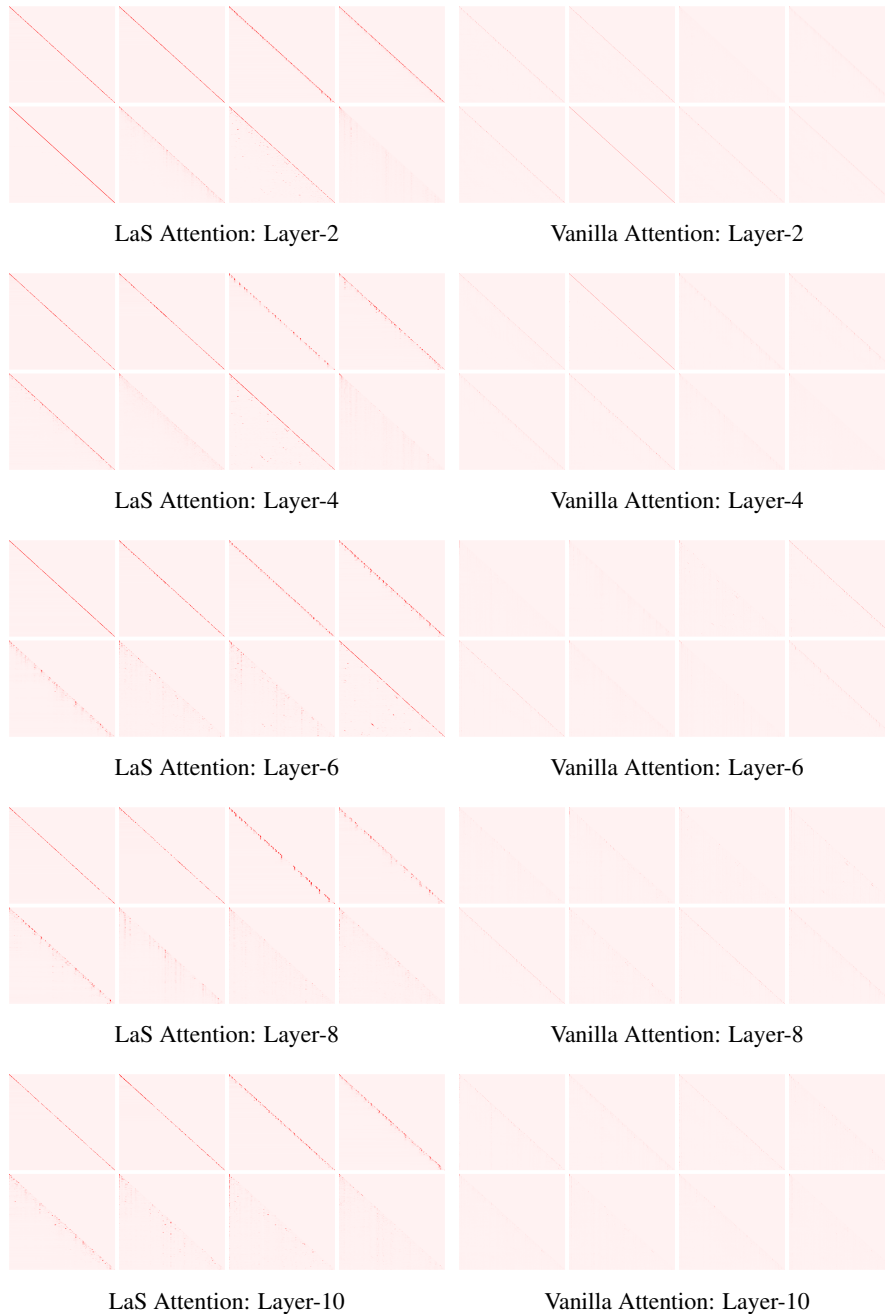 LaS Attention: Layer-2
Vanilla Attention: Layer-2
LaS Attention: Layer-4
Vanilla Attention: Layer-4
LaS Attention: Layer-6
Vanilla Attention: Layer-6
LaS Attention: Layer-8
Vanilla Attention: Layer-8
LaS Attention: Layer-10
Vanilla Attention: Layer-10